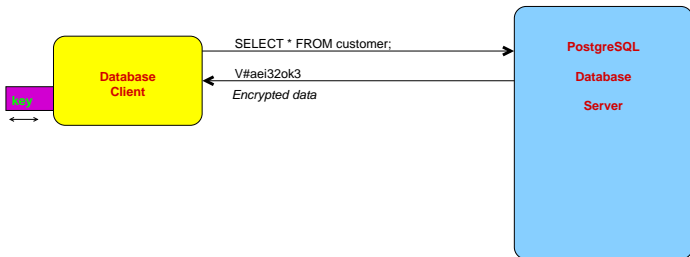 SELECT * FROM customer;
PostgreSQL
Database
Client
V#aei32ok3
Database
Encrypted data
key
Server